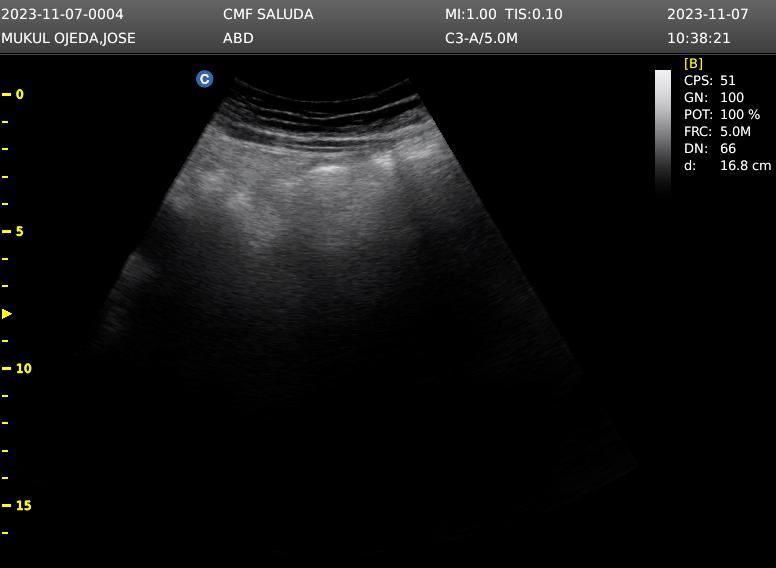 2023-11-07-0004 CMF SALUDA MI:1.00 TIS:0.10 2023-11-07
MUKUL OJEDA,JOSE ABD C3-A/5.0M 10:38:21
C
[B]
CPS: 51
GN: 100
POT: 100 %
FRC: 5.0M
DN: 66
d: 16.8 cm
0
5
10
15